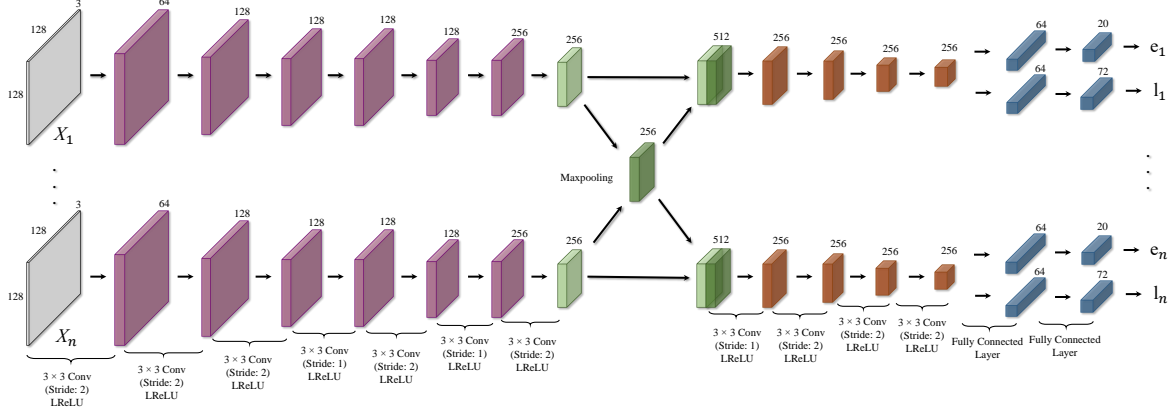 3
128
128
X₁
64
128
128
128
128
256
256
512
256
256
256
256
64
20
e₁
64
72
l₁
256
Maxpooling
3
128
128
Xₙ
64
128
128
128
128
256
256
512
256
256
256
256
64
20
eₙ
64
72
lₙ
3 × 3 Conv
(Stride: 2)
LReLU
3 × 3 Conv
(Stride: 2)
LReLU
3 × 3 Conv
(Stride: 2)
LReLU
3 × 3 Conv
(Stride: 1)
LReLU
3 × 3 Conv
(Stride: 2)
LReLU
3 × 3 Conv
(Stride: 1)
LReLU
3 × 3 Conv
(Stride: 2)
LReLU
3 × 3 Conv
(Stride: 1)
LReLU
3 × 3 Conv
(Stride: 2)
LReLU
3 × 3 Conv
(Stride: 2)
LReLU
3 × 3 Conv
(Stride: 2)
LReLU
Fully Connected
Layer
Fully Connected
Layer